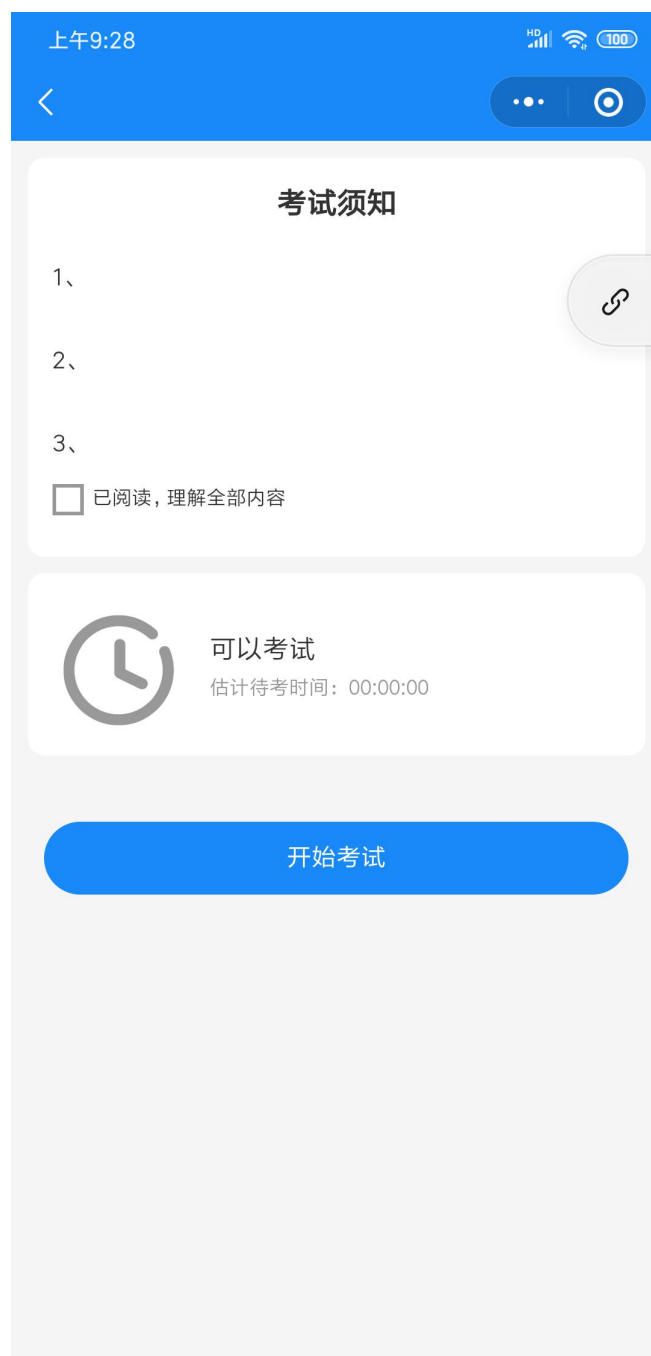 上午9:28
HD
100
考试须知
1、
2、
3、
已阅读，理解全部内容
可以考试
估计待考时间：00:00:00
开始考试